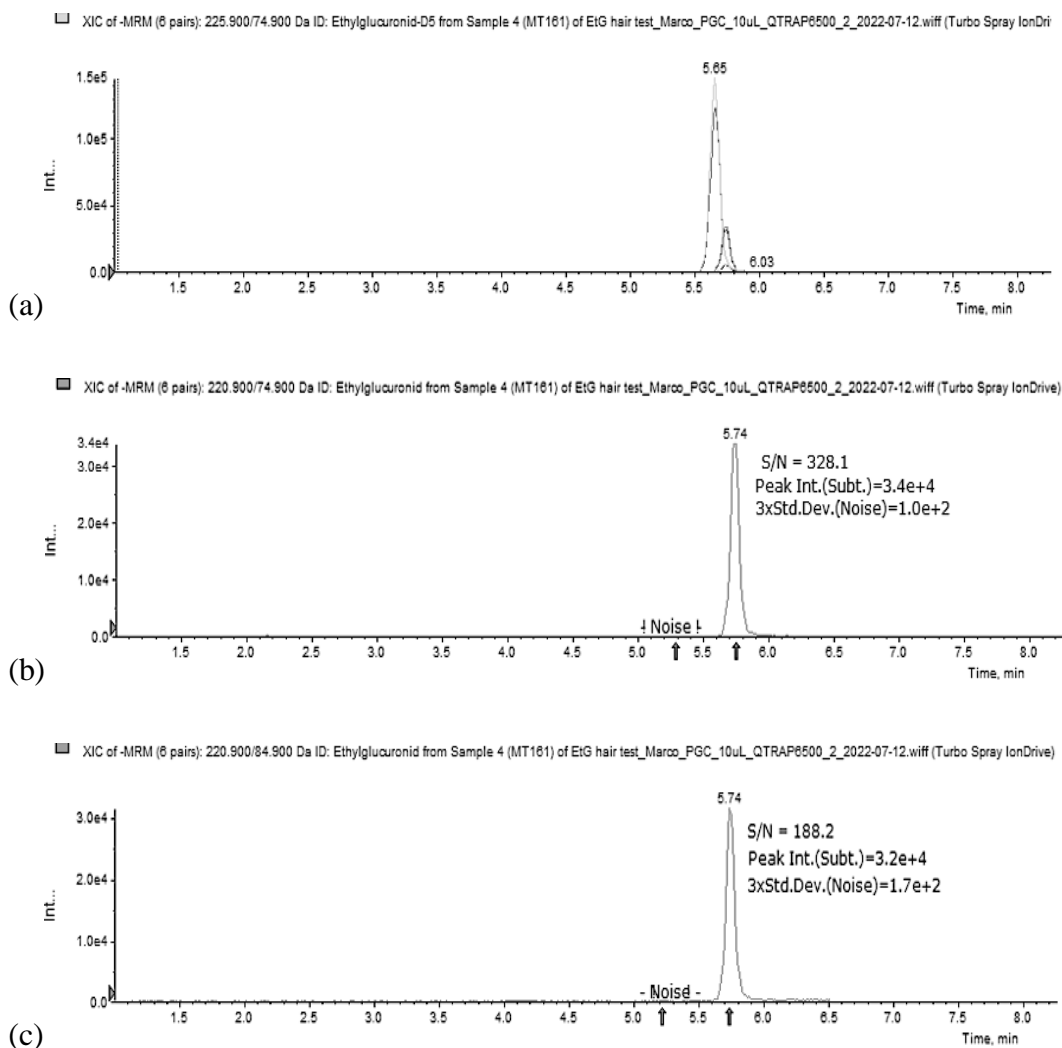 XIC of -MRM (6 pairs): 225.900/74.900 Da ID: Ethylglucuronid-D5 from Sample 4 (MT161) of EtG hair test_Marco_PGC_10uL_QTRAP6500_2_2022-07-12.wiff (Turbo Spray IonDri
5.65
1.5e5
1.0e5
5.0e4
0.0
Int...
6.03
1.5 2.0 2.5 3.0 3.5 4.0 4.5 5.0 5.5 6.0 6.5 7.0 7.5 8.0
Time, min
(a)
XIC of -MRM (6 pairs): 220.900/74.900 Da ID: Ethylglucuronid from Sample 4 (MT161) of EtG hair test_Marco_PGC_10uL_QTRAP6500_2_2022-07-12.wiff (Turbo Spray IonDrive)
5.74
3.4e4
3.0e4
2.0e4
1.0e4
0.0
Int...
S/N = 328.1
Peak Int.(Subt.)=3.4e+4
3xStd.Dev.(Noise)=1.0e+2
Noise
1.5 2.0 2.5 3.0 3.5 4.0 4.5 5.0 5.5 6.0 6.5 7.0 7.5 8.0
Time, min
(b)
XIC of -MRM (6 pairs): 220.900/84.900 Da ID: Ethylglucuronid from Sample 4 (MT161) of EtG hair test_Marco_PGC_10uL_QTRAP6500_2_2022-07-12.wiff (Turbo Spray IonDrive)
5.74
3.0e4
2.0e4
1.0e4
0.0
Int...
S/N = 188.2
Peak Int.(Subt.)=3.2e+4
3xStd.Dev.(Noise)=1.7e+2
Noise
1.5 2.0 2.5 3.0 3.5 4.0 4.5 5.0 5.5 6.0 6.5 7.0 7.5 8.0
Time, min
(c)